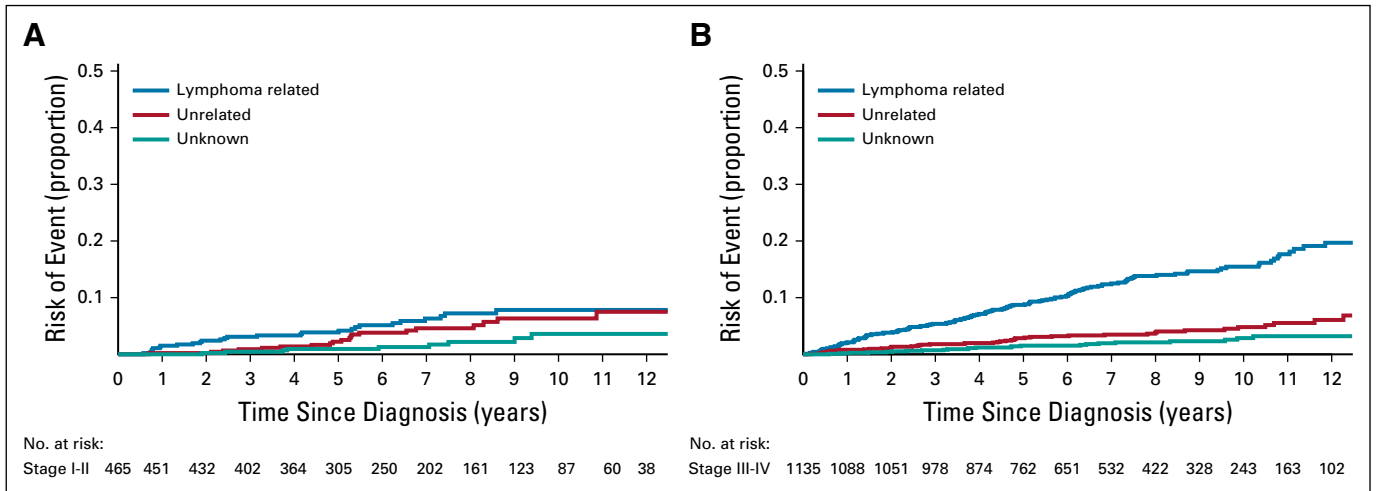 A
Risk of Event (proportion)
0.5
0.4
0.3
0.2
0.1
Lymphoma related
Unrelated
Unknown
0 1 2 3 4 5 6 7 8 9 10 11 12
Time Since Diagnosis (years)
No. at risk:
Stage I-II 465 451 432 402 364 305 250 202 161 123 87 60 38
B
Risk of Event (proportion)
0.5
0.4
0.3
0.2
0.1
Lymphoma related
Unrelated
Unknown
0 1 2 3 4 5 6 7 8 9 10 11 12
Time Since Diagnosis (years)
No. at risk:
Stage III-IV 1135 1088 1051 978 874 762 651 532 422 328 243 163 102